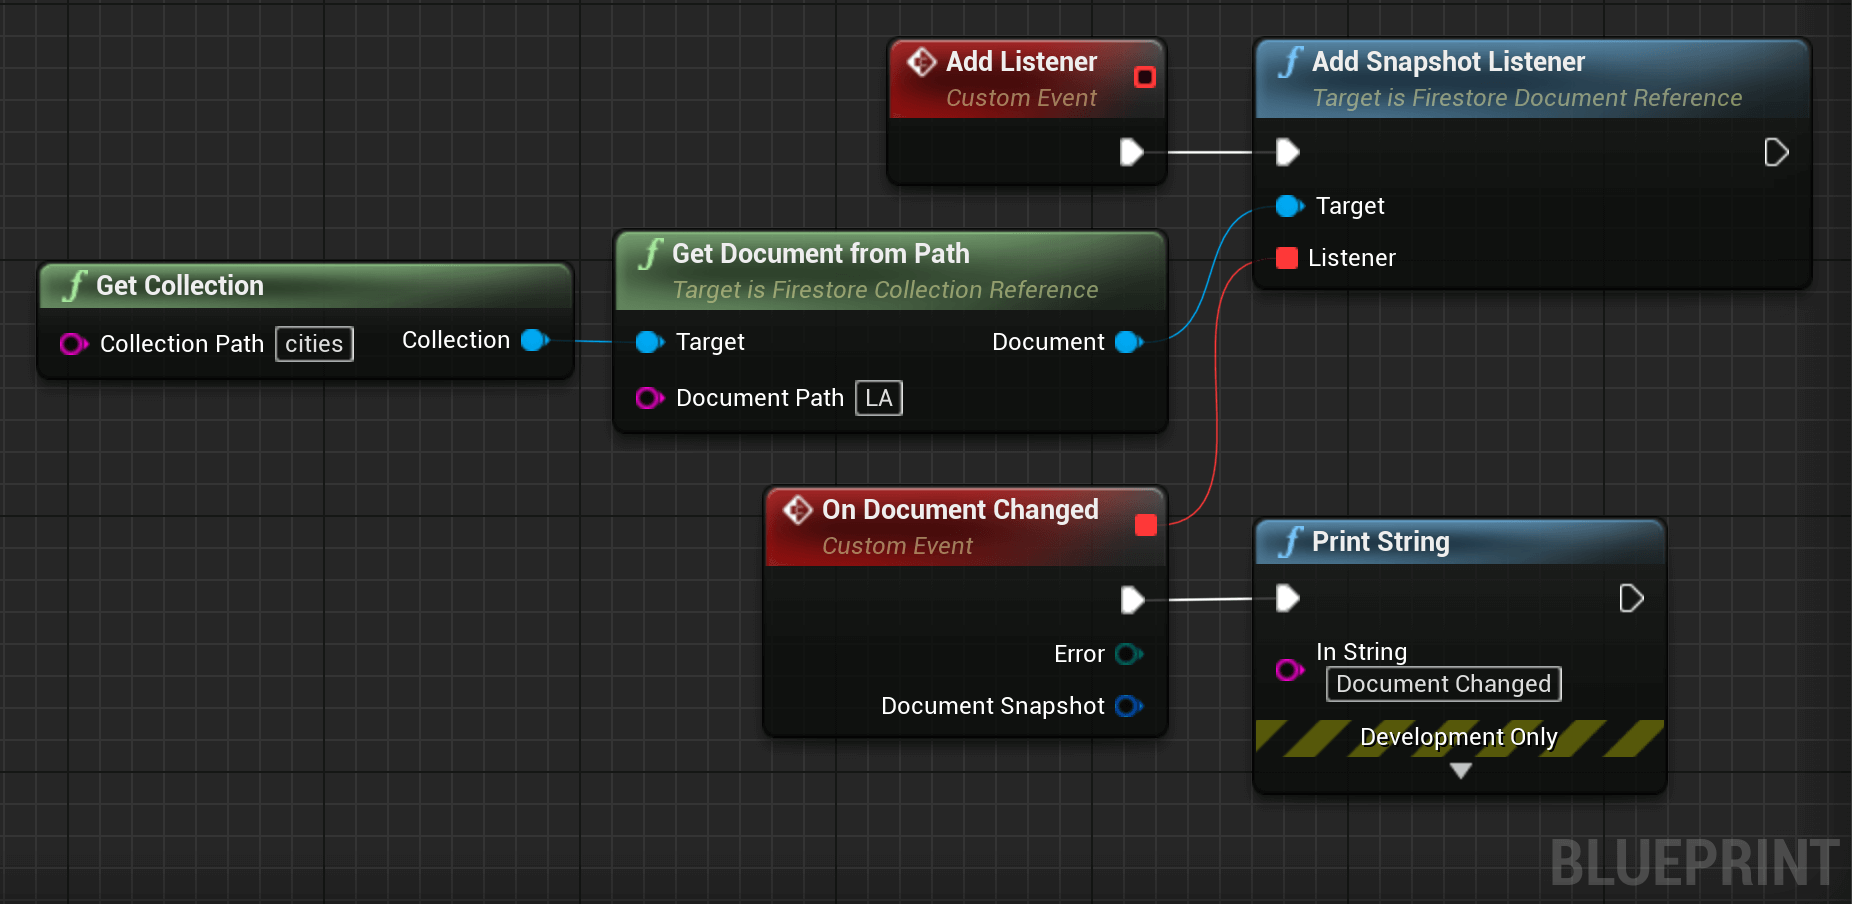 Add Listener
Custom Event
Add Snapshot Listener
Target is Firestore Document Reference
Target
Listener
Get Collection
Collection Path cities Collection
Get Document from Path
Target is Firestore Collection Reference
Target Document
Document Path LA
On Document Changed
Custom Event
Error
Document Snapshot
Print String
In String
Document Changed
Development Only
BLUEPRINT